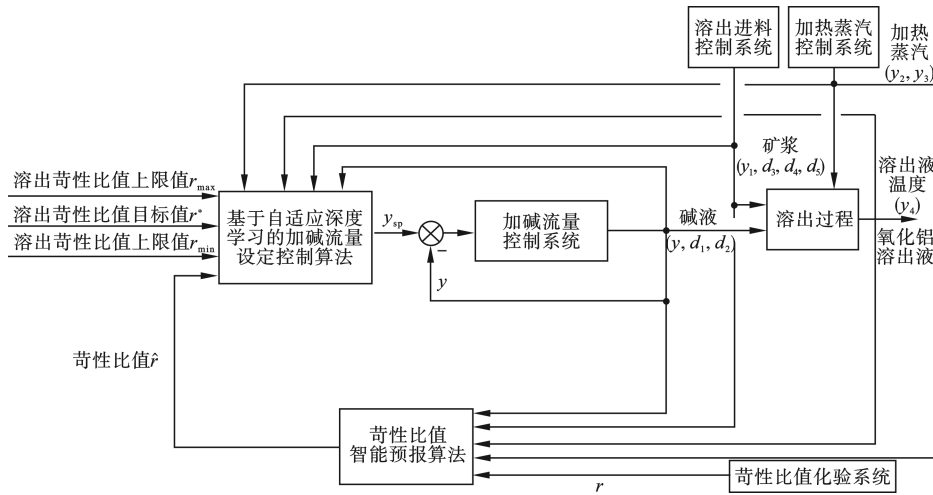 溶出进料
控制系统
加热蒸汽
控制系统
加热
蒸汽
(y₂, y₃)
矿浆
(y₁, d₃, d₄, d₅)
溶出液
温度
(y₄)
溶出苛性比值上限值r_max
溶出苛性比值目标值r*
溶出苛性比值上限值r_min
基于自适应深度
学习的加碱流量
设定控制算法
y_sp
加碱流量
控制系统
碱液
(y, d₁, d₂)
溶出过程
氧化铝
溶出液
−
y
苛性比值r̂
苛性比值
智能预报算法
r
苛性比值化验系统